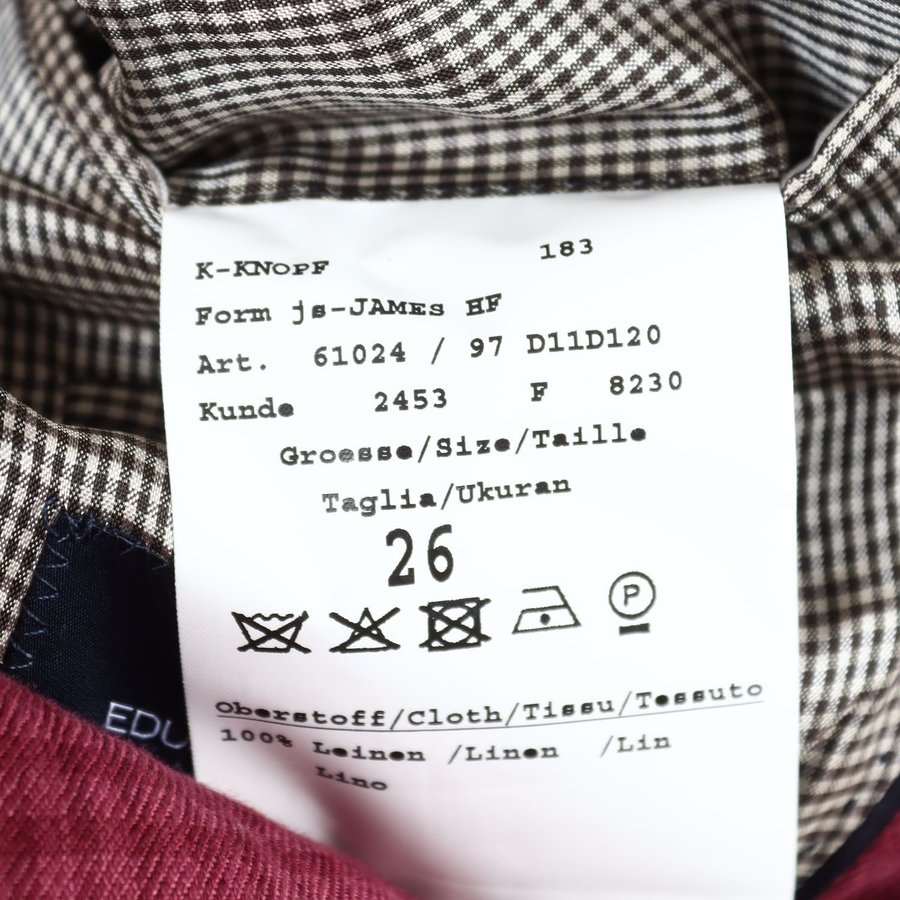 K-KNOPF 183
Form js-JAMES HF
Art. 61024 / 97 D11D120
Kunde 2453 F 8230
Groesse/Size/Taille
Taglia/Ukuran
26
P
Oberstoff/Cloth/Tissu/Tessuto
100% Leinen /Linen /Lin
Lino
EDU